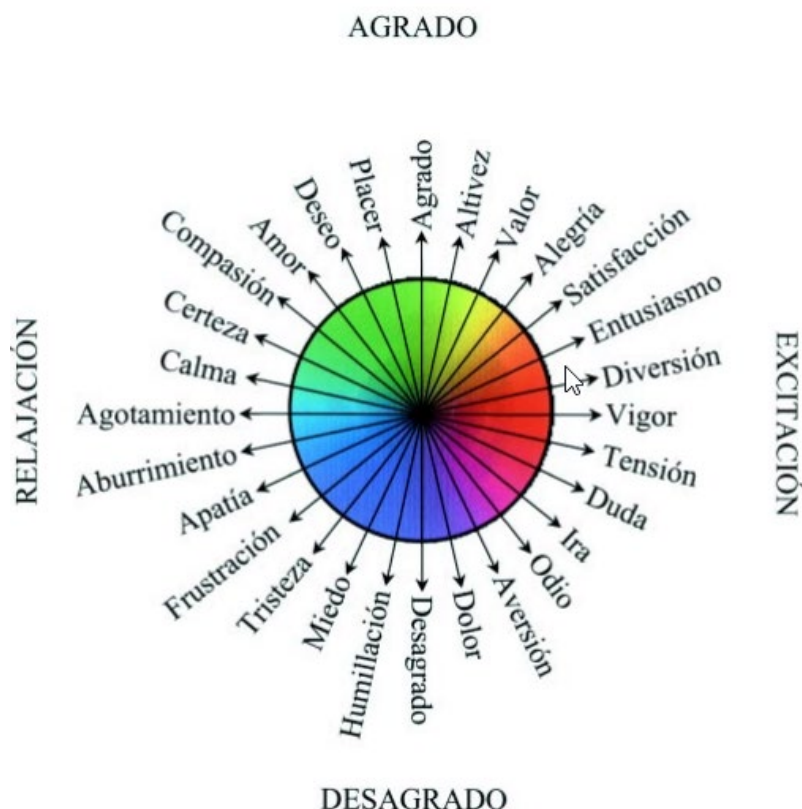 AGRADO
Agrado
Altivez
Valor
Alegría
Satisfacción
Entusiasmo
Diversión
Vigor
Tensión
Duda
Ira
Odio
Aversión
Dolor
Desagrado
Humillación
Miedo
Tristeza
Frustración
Apatía
Aburrimiento
Agotamiento
Calma
Certeza
Compasión
Amor
Deseo
Placer
RELAJACIÓN
EXCITACIÓN
DESAGRADO